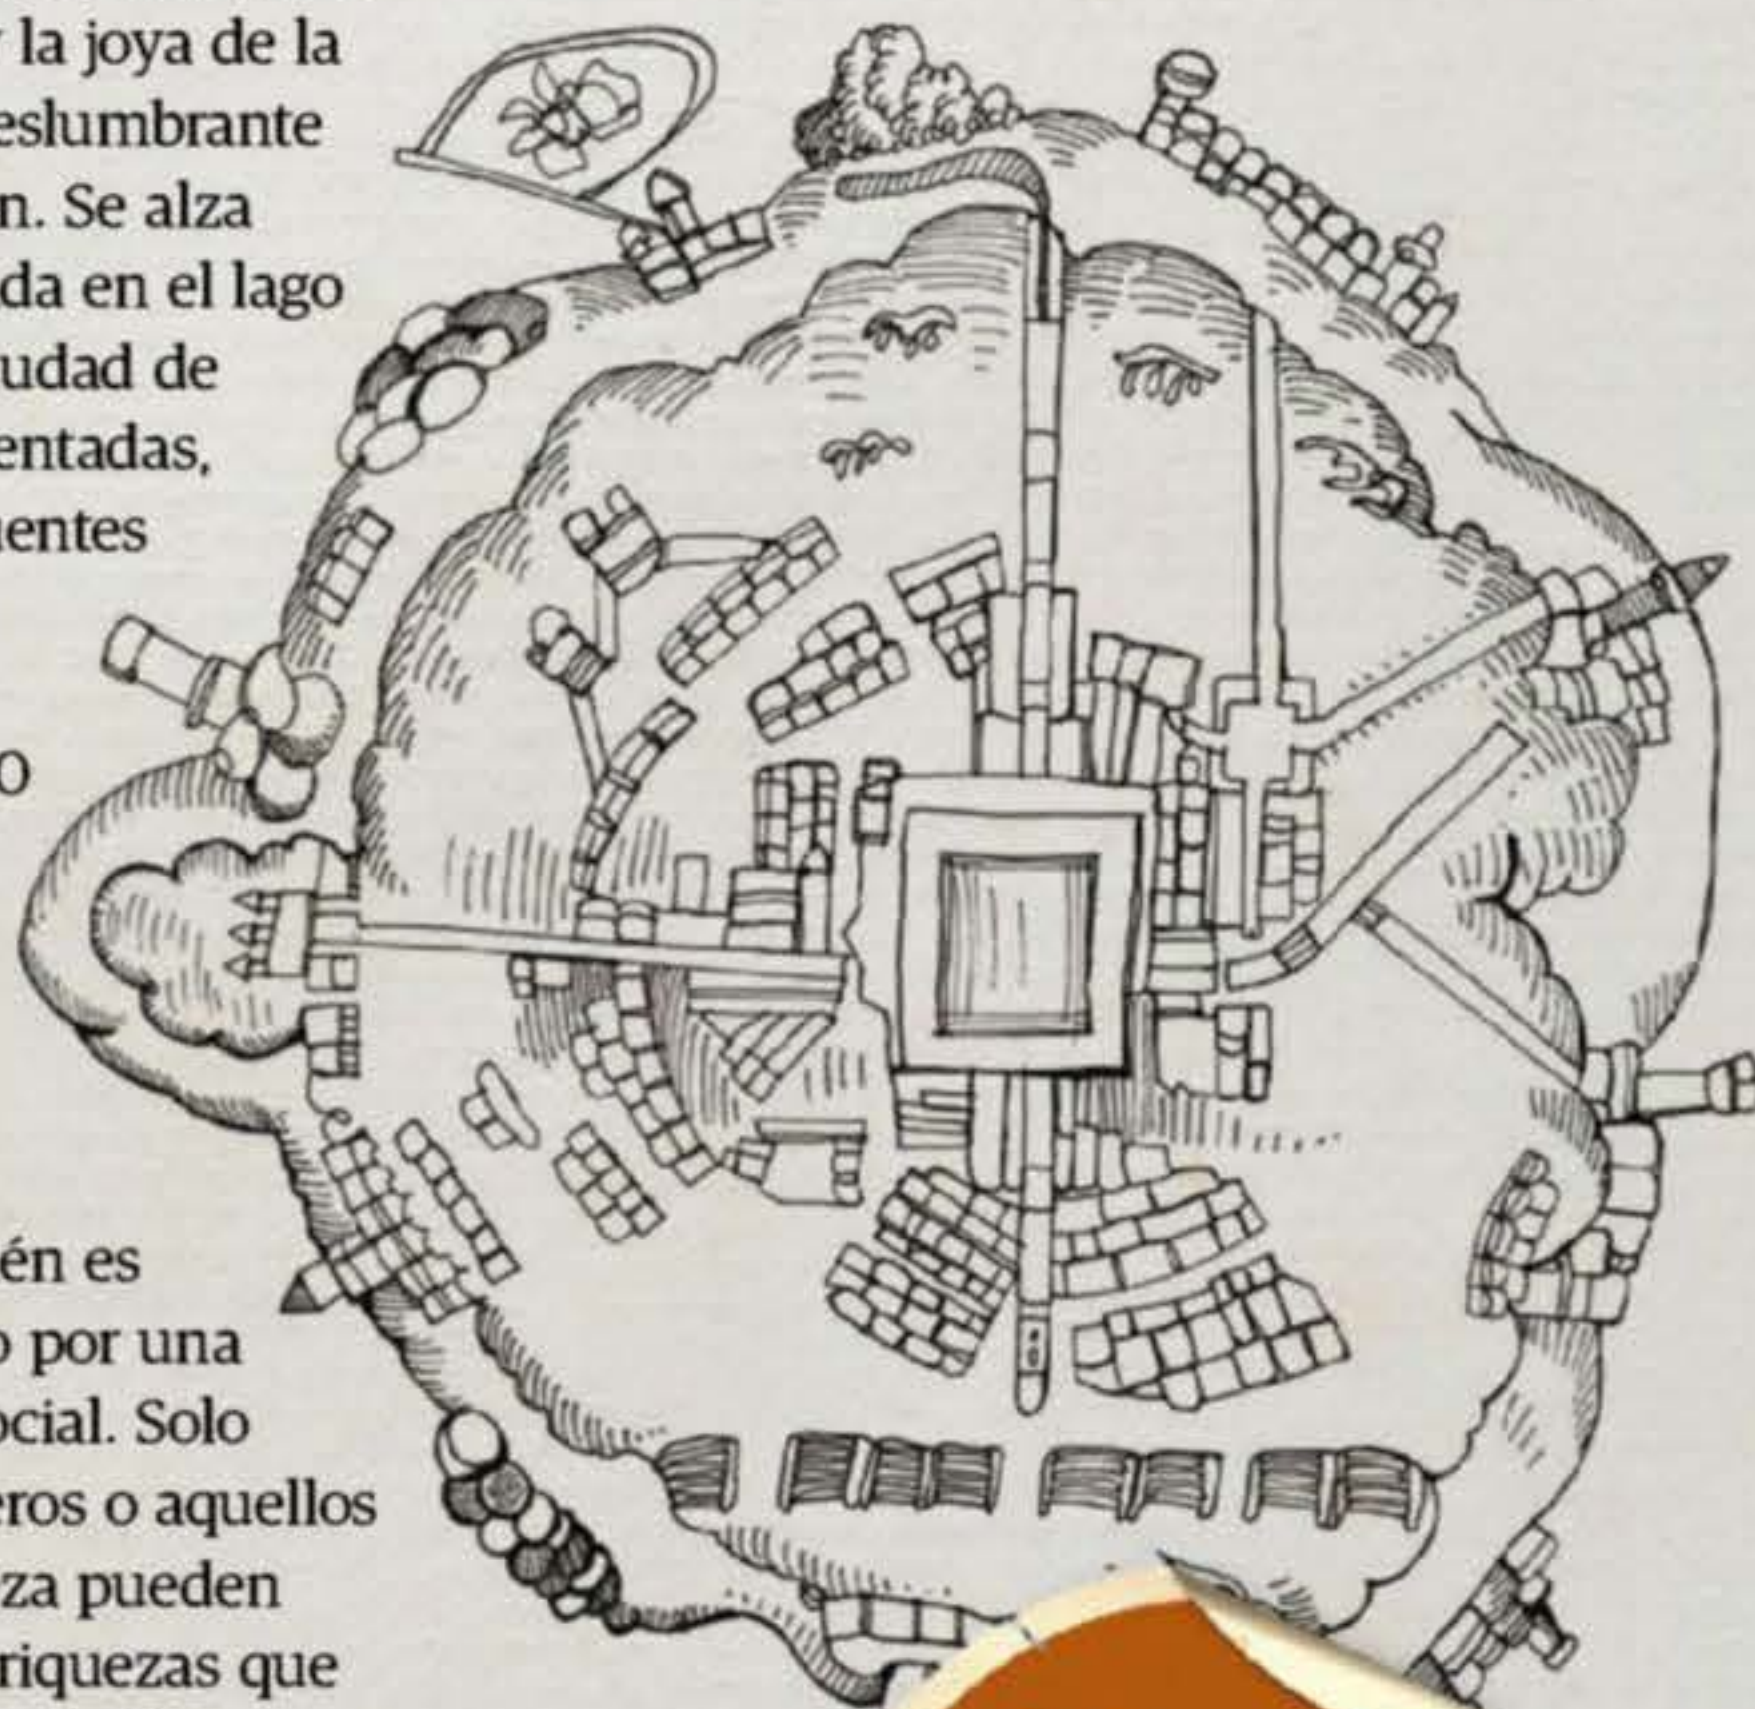 la joya de la
eslumbrante
n. Se alza
da en el lago
udad de
entadas,
uentes
o
én es
o por una
ocial. Solo
eros o aquellos
za pueden
riquezas que